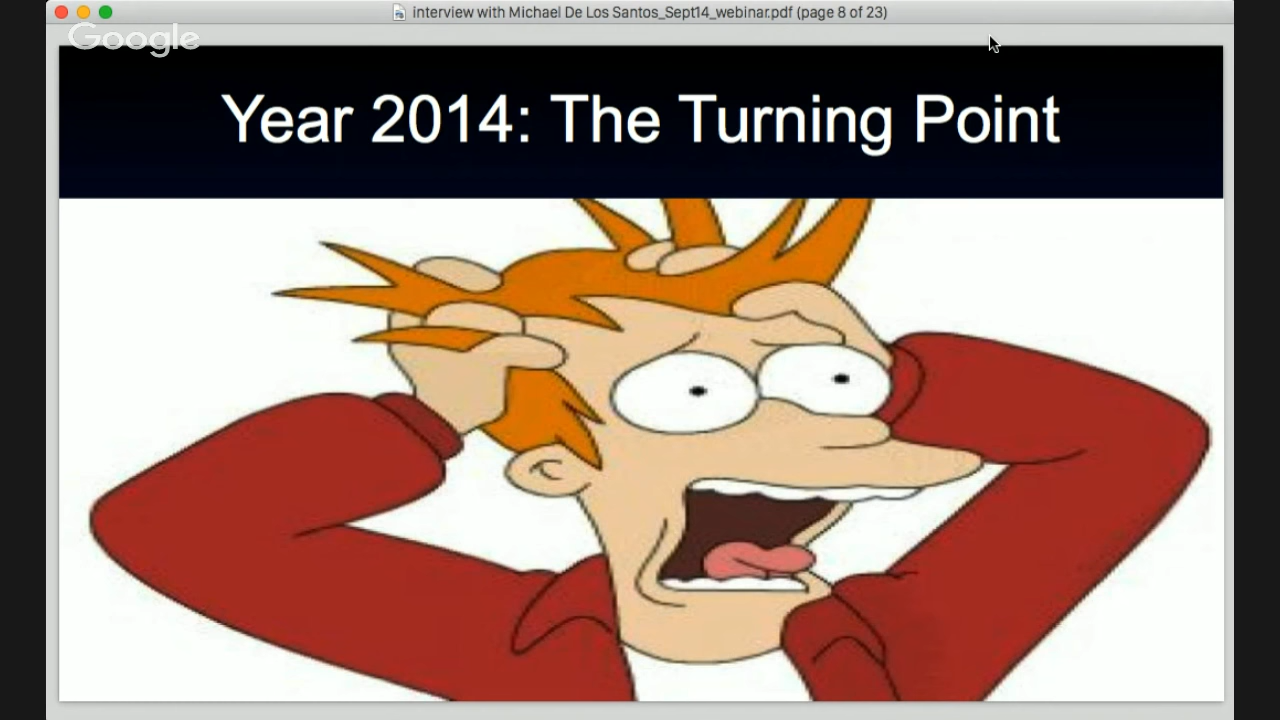 interview with Michael De Los Santos_Sept14_webinar.pdf (page 8 of 23)
Google
Year 2014: The Turning Point